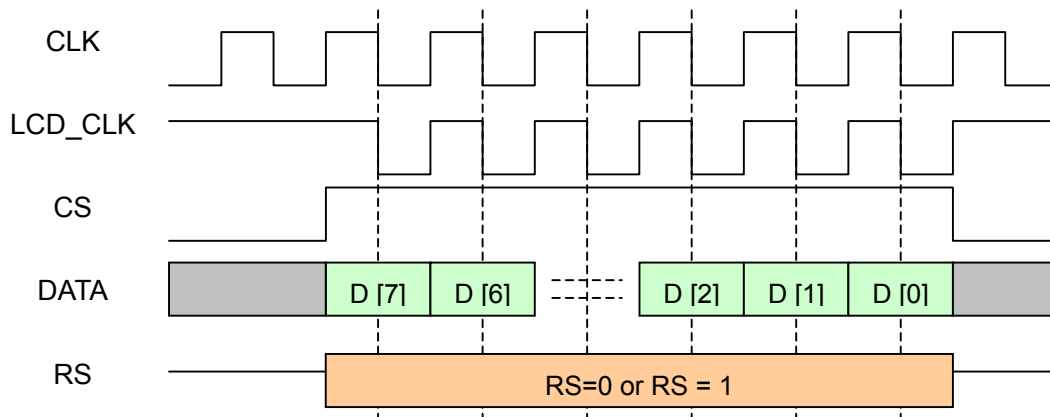 CLK
LCD_CLK
CS
DATA
D [7] D [6] D [2] D [1] D [0]
RS
RS=0 or RS = 1